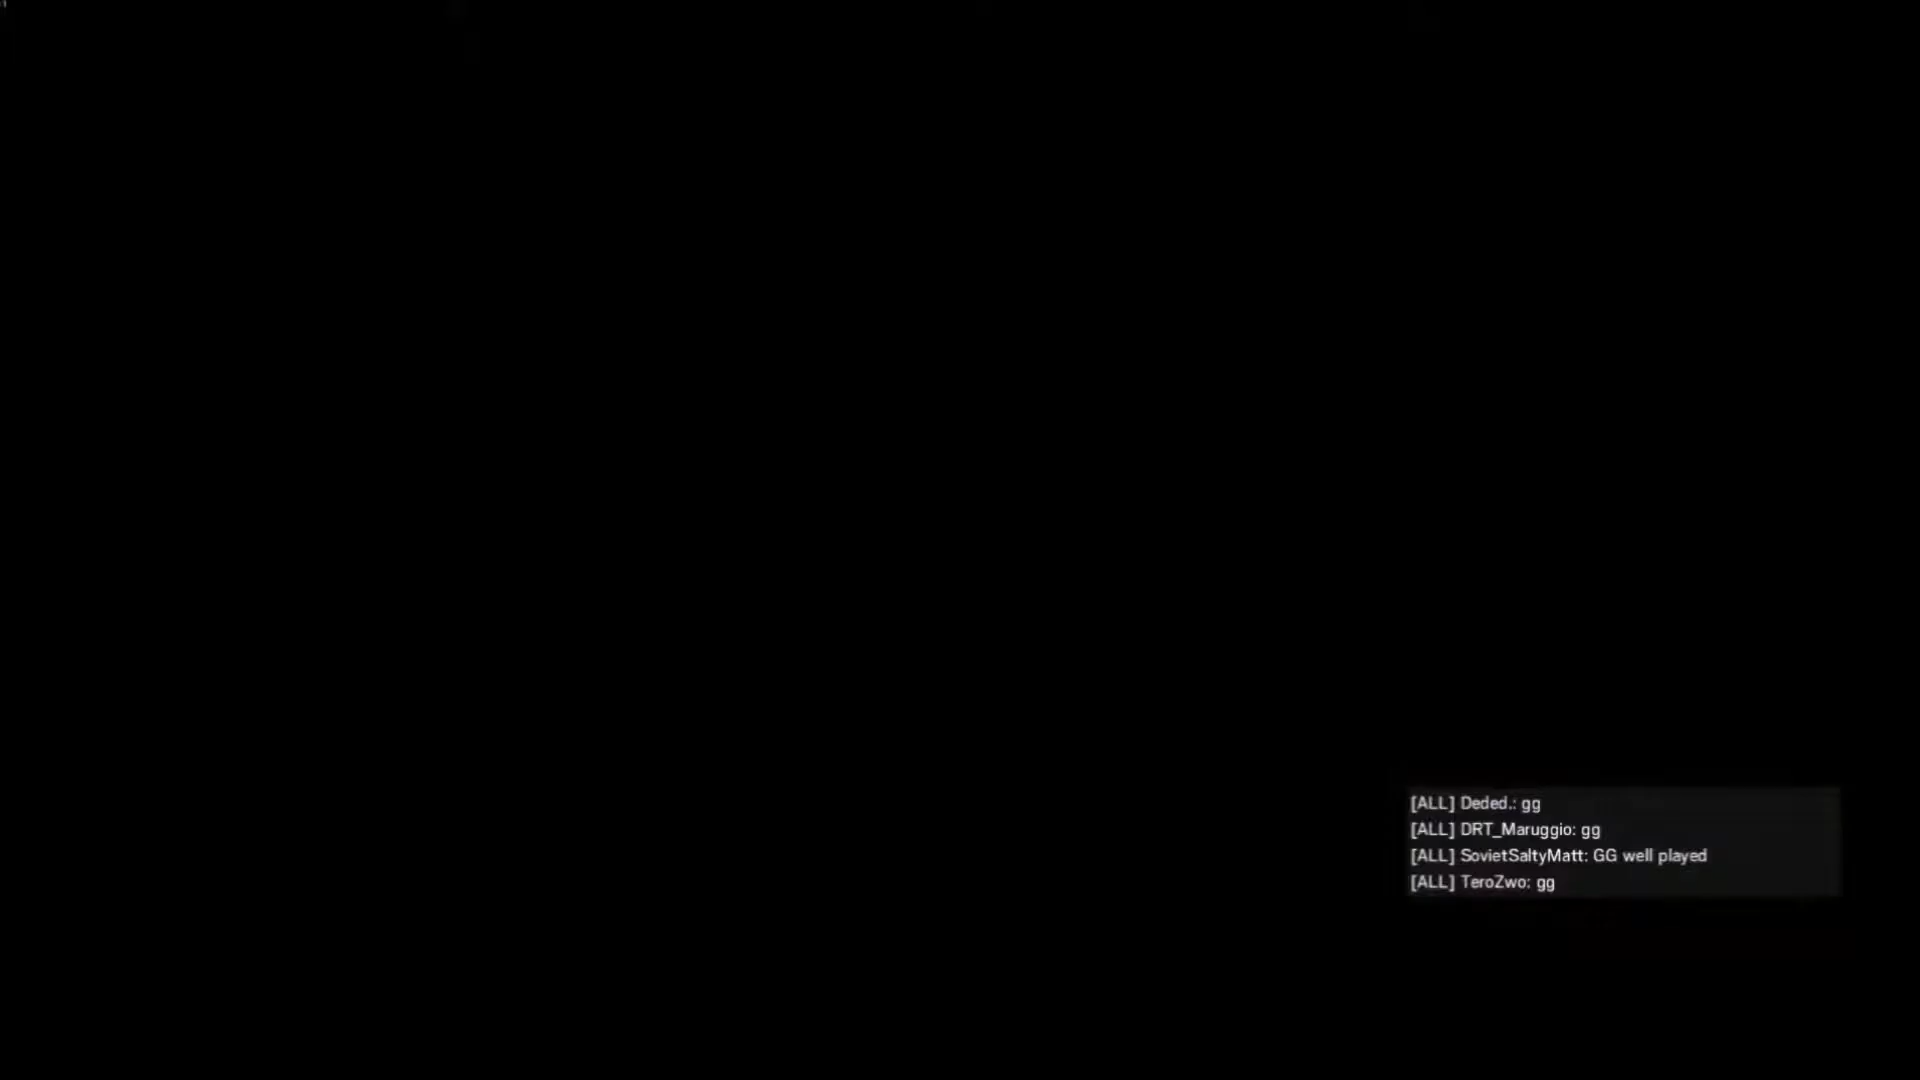 [ALL] Deded.: gg
[ALL] DRT_Maruggio: gg
[ALL] SovietSaltyMatt: GG well played
[ALL] TeroZwo: gg